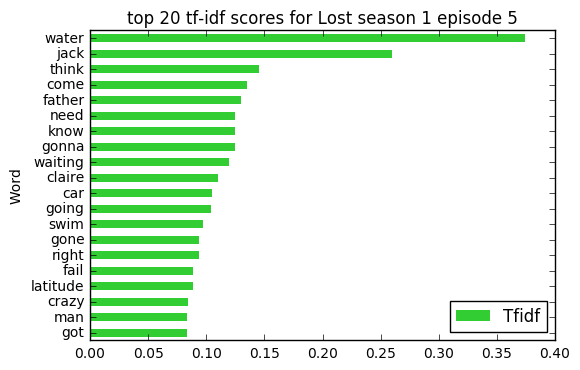 top 20 tf-idf scores for Lost season 1 episode 5
Word
water
jack
think
come
father
need
know
gonna
waiting
claire
car
going
swim
gone
right
fail
latitude
crazy
man
got
Tfidf
0.00 0.05 0.10 0.15 0.20 0.25 0.30 0.35 0.40